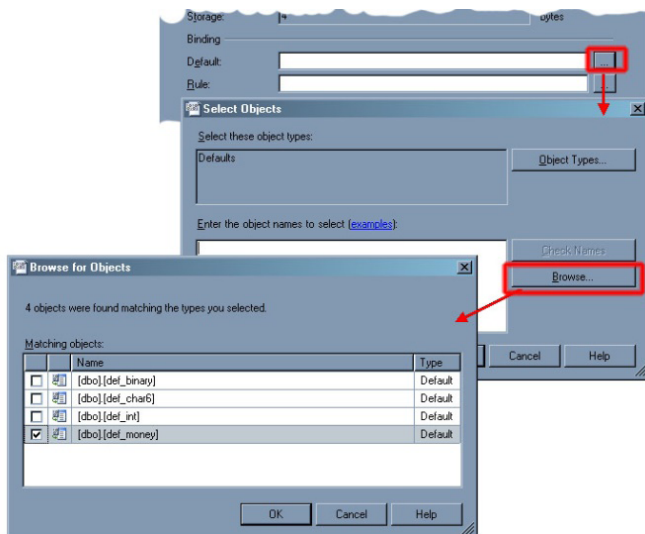 Storage:
4
bytes
Binding
Default:
...
Rule:
...
Select Objects
Select these object types:
Defaults
Object Types...
Enter the object names to select (examples):
Check Names
Browse...
Cancel
Help
Browse for Objects
4 objects were found matching the types you selected.
Matching objects:
Name Type
[dbo].[def_binary] Default
[dbo].[def_char6] Default
[dbo].[def_int] Default
[dbo].[def_money] Default
OK
Cancel
Help